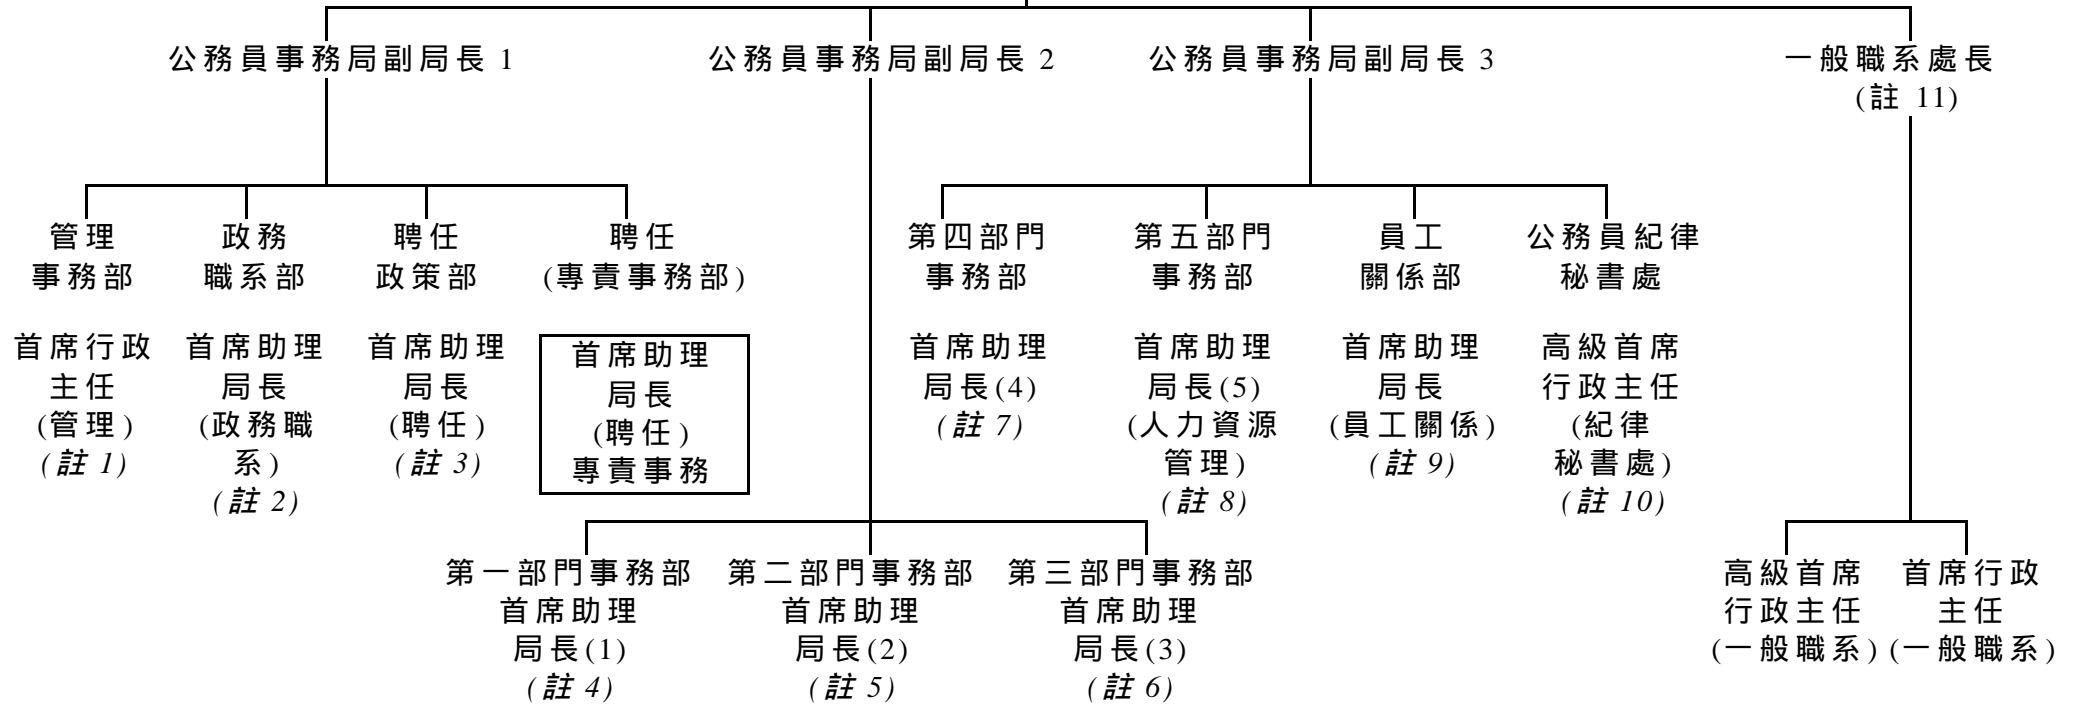 公務員事務局副局長 1
公務員事務局副局長 2
公務員事務局副局長 3
一般職系處長
(註 11)
管理
事務部
首席行政
主任
(管理)
(註 1)
政務
職系部
首席助理
局長
(政務職
系)
(註 2)
聘任
政策部
首席助理
局長
(聘任)
(註 3)
聘任
(專責事務部)
首席助理
局長
(聘任)
專責事務
第一部門事務部
首席助理
局長(1)
(註 4)
第二部門事務部
首席助理
局長(2)
(註 5)
第三部門事務部
首席助理
局長(3)
(註 6)
第四部門
事務部
首席助理
局長(4)
(註 7)
第五部門
事務部
首席助理
局長(5)
(人力資源
管理)
(註 8)
員工
關係部
首席助理
局長
(員工關係)
(註 9)
公務員紀律
秘書處
高級首席
行政主任
(紀律
秘書處)
(註 10)
高級首席
行政主任
(一般職系)
首席行政
主任
(一般職系)